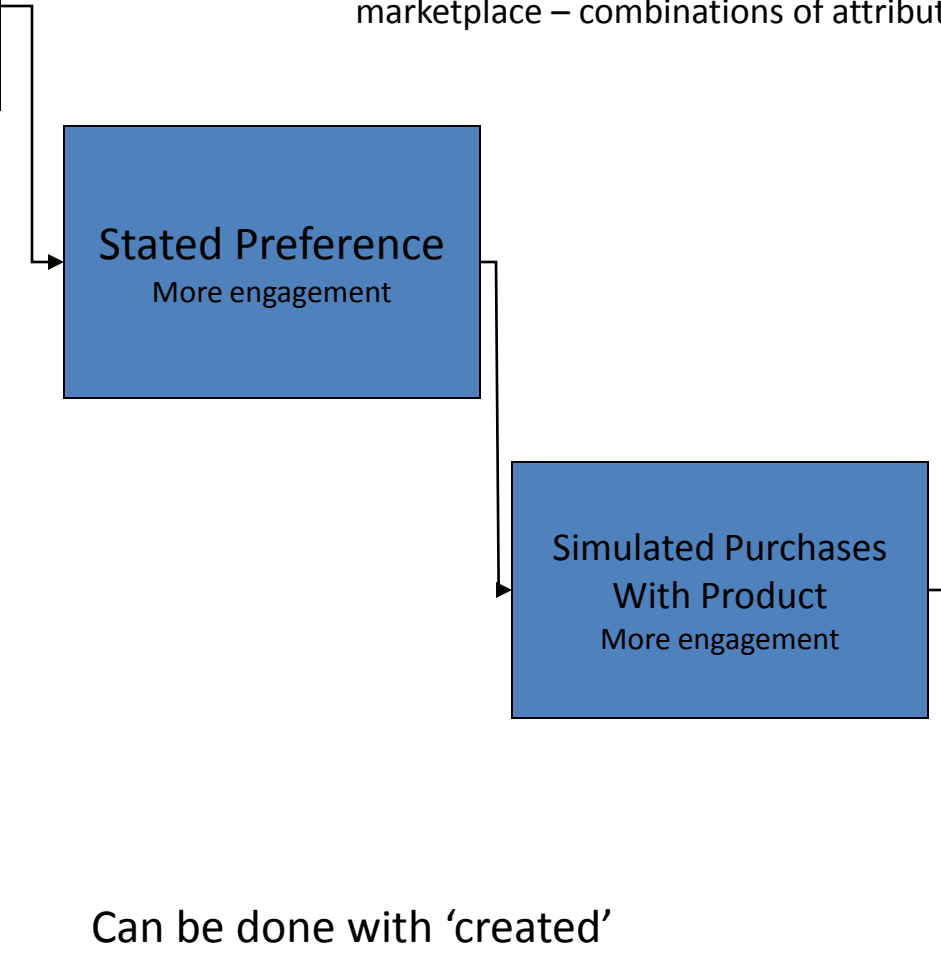 marketplace – combinations of attribut
Stated Preference
More engagement
Simulated Purchases
With Product
More engagement
Can be done with ‘created’